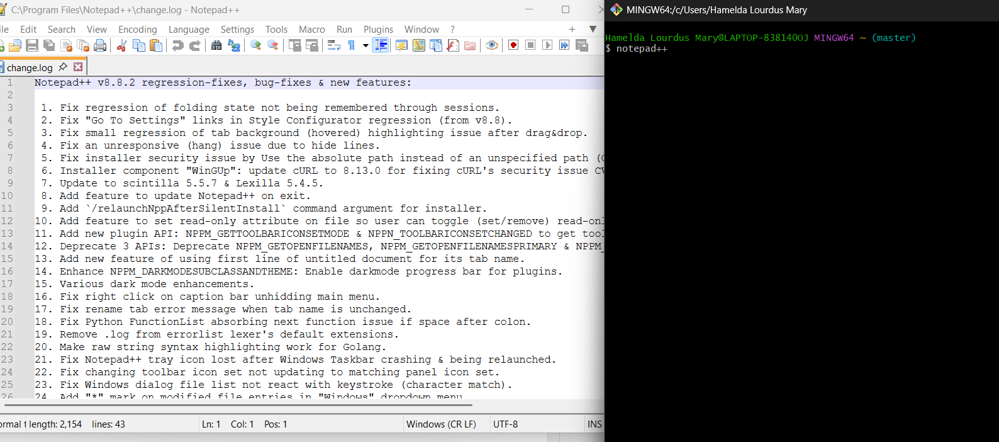 C:\Program Files\Notepad++\change.log - Notepad++
ile Edit Search View Encoding Language Settings Tools Macro Run Plugins Window ?
change.log
1 Notepad++ v8.8.2 regression-fixes, bug-fixes & new features:
2
3 1. Fix regression of folding state not being remembered through sessions.
4 2. Fix "Go To Settings" links in Style Configurator regression (from v8.8).
5 3. Fix small regression of tab background (hovered) highlighting issue after drag&drop.
6 4. Fix an unresponsive (hang) issue due to hide lines.
7 5. Fix installer security issue by Use the absolute path instead of an unspecified path (
8 6. Installer component "WinGUp": update cURL to 8.13.0 for fixing cURL's security issue CV
9 7. Update to scintilla 5.5.7 & Lexilla 5.4.5.
10 8. Add feature to update Notepad++ on exit.
11 9. Add `/relaunchNppAfterSilentInstall` command argument for installer.
12 10. Add feature to set read-only attribute on file so user can toggle (set/remove) read-onl
13 11. Add new plugin API: NPPM_GETTOOLBARICONSETMODE & NPPN_TOOLBARICONSETCHANGED to get tool
14 12. Deprecate 3 APIs: Deprecate NPPM_GETOPENFILENAMES, NPPM_GETOPENFILENAMESPRIMARY & NPPM_
15 13. Add new feature of using first line of untitled document for its tab name.
16 14. Enhance NPPM_DARKMODESUBCLASSANDTHEME: Enable darkmode progress bar for plugins.
17 15. Various dark mode enhancements.
18 16. Fix right click on caption bar unhidding main menu.
19 17. Fix rename tab error message when tab name is unchanged.
20 18. Fix Python FunctionList absorbing next function issue if space after colon.
21 19. Remove .log from errorlist lexer's default extensions.
22 20. Make raw string syntax highlighting work for Golang.
23 21. Fix Notepad++ tray icon lost after Windows Taskbar crashing & being relaunched.
24 22. Fix changing toolbar icon set not updating to matching panel icon set.
25 23. Fix Windows dialog file list not react with keystroke (character match).
26 24. Add "*" mark on modified file entries in "Windows" dropdown menu
ormal t length: 2,154 lines: 43 Ln: 1 Col: 1 Pos: 1 Windows (CR LF) UTF-8 INS
MINGW64:/c/Users/Hamelda Lourdus Mary
Hamelda Lourdus Mary@LAPTOP-838140OJ MINGW64 ~ (master)
$ notepad++